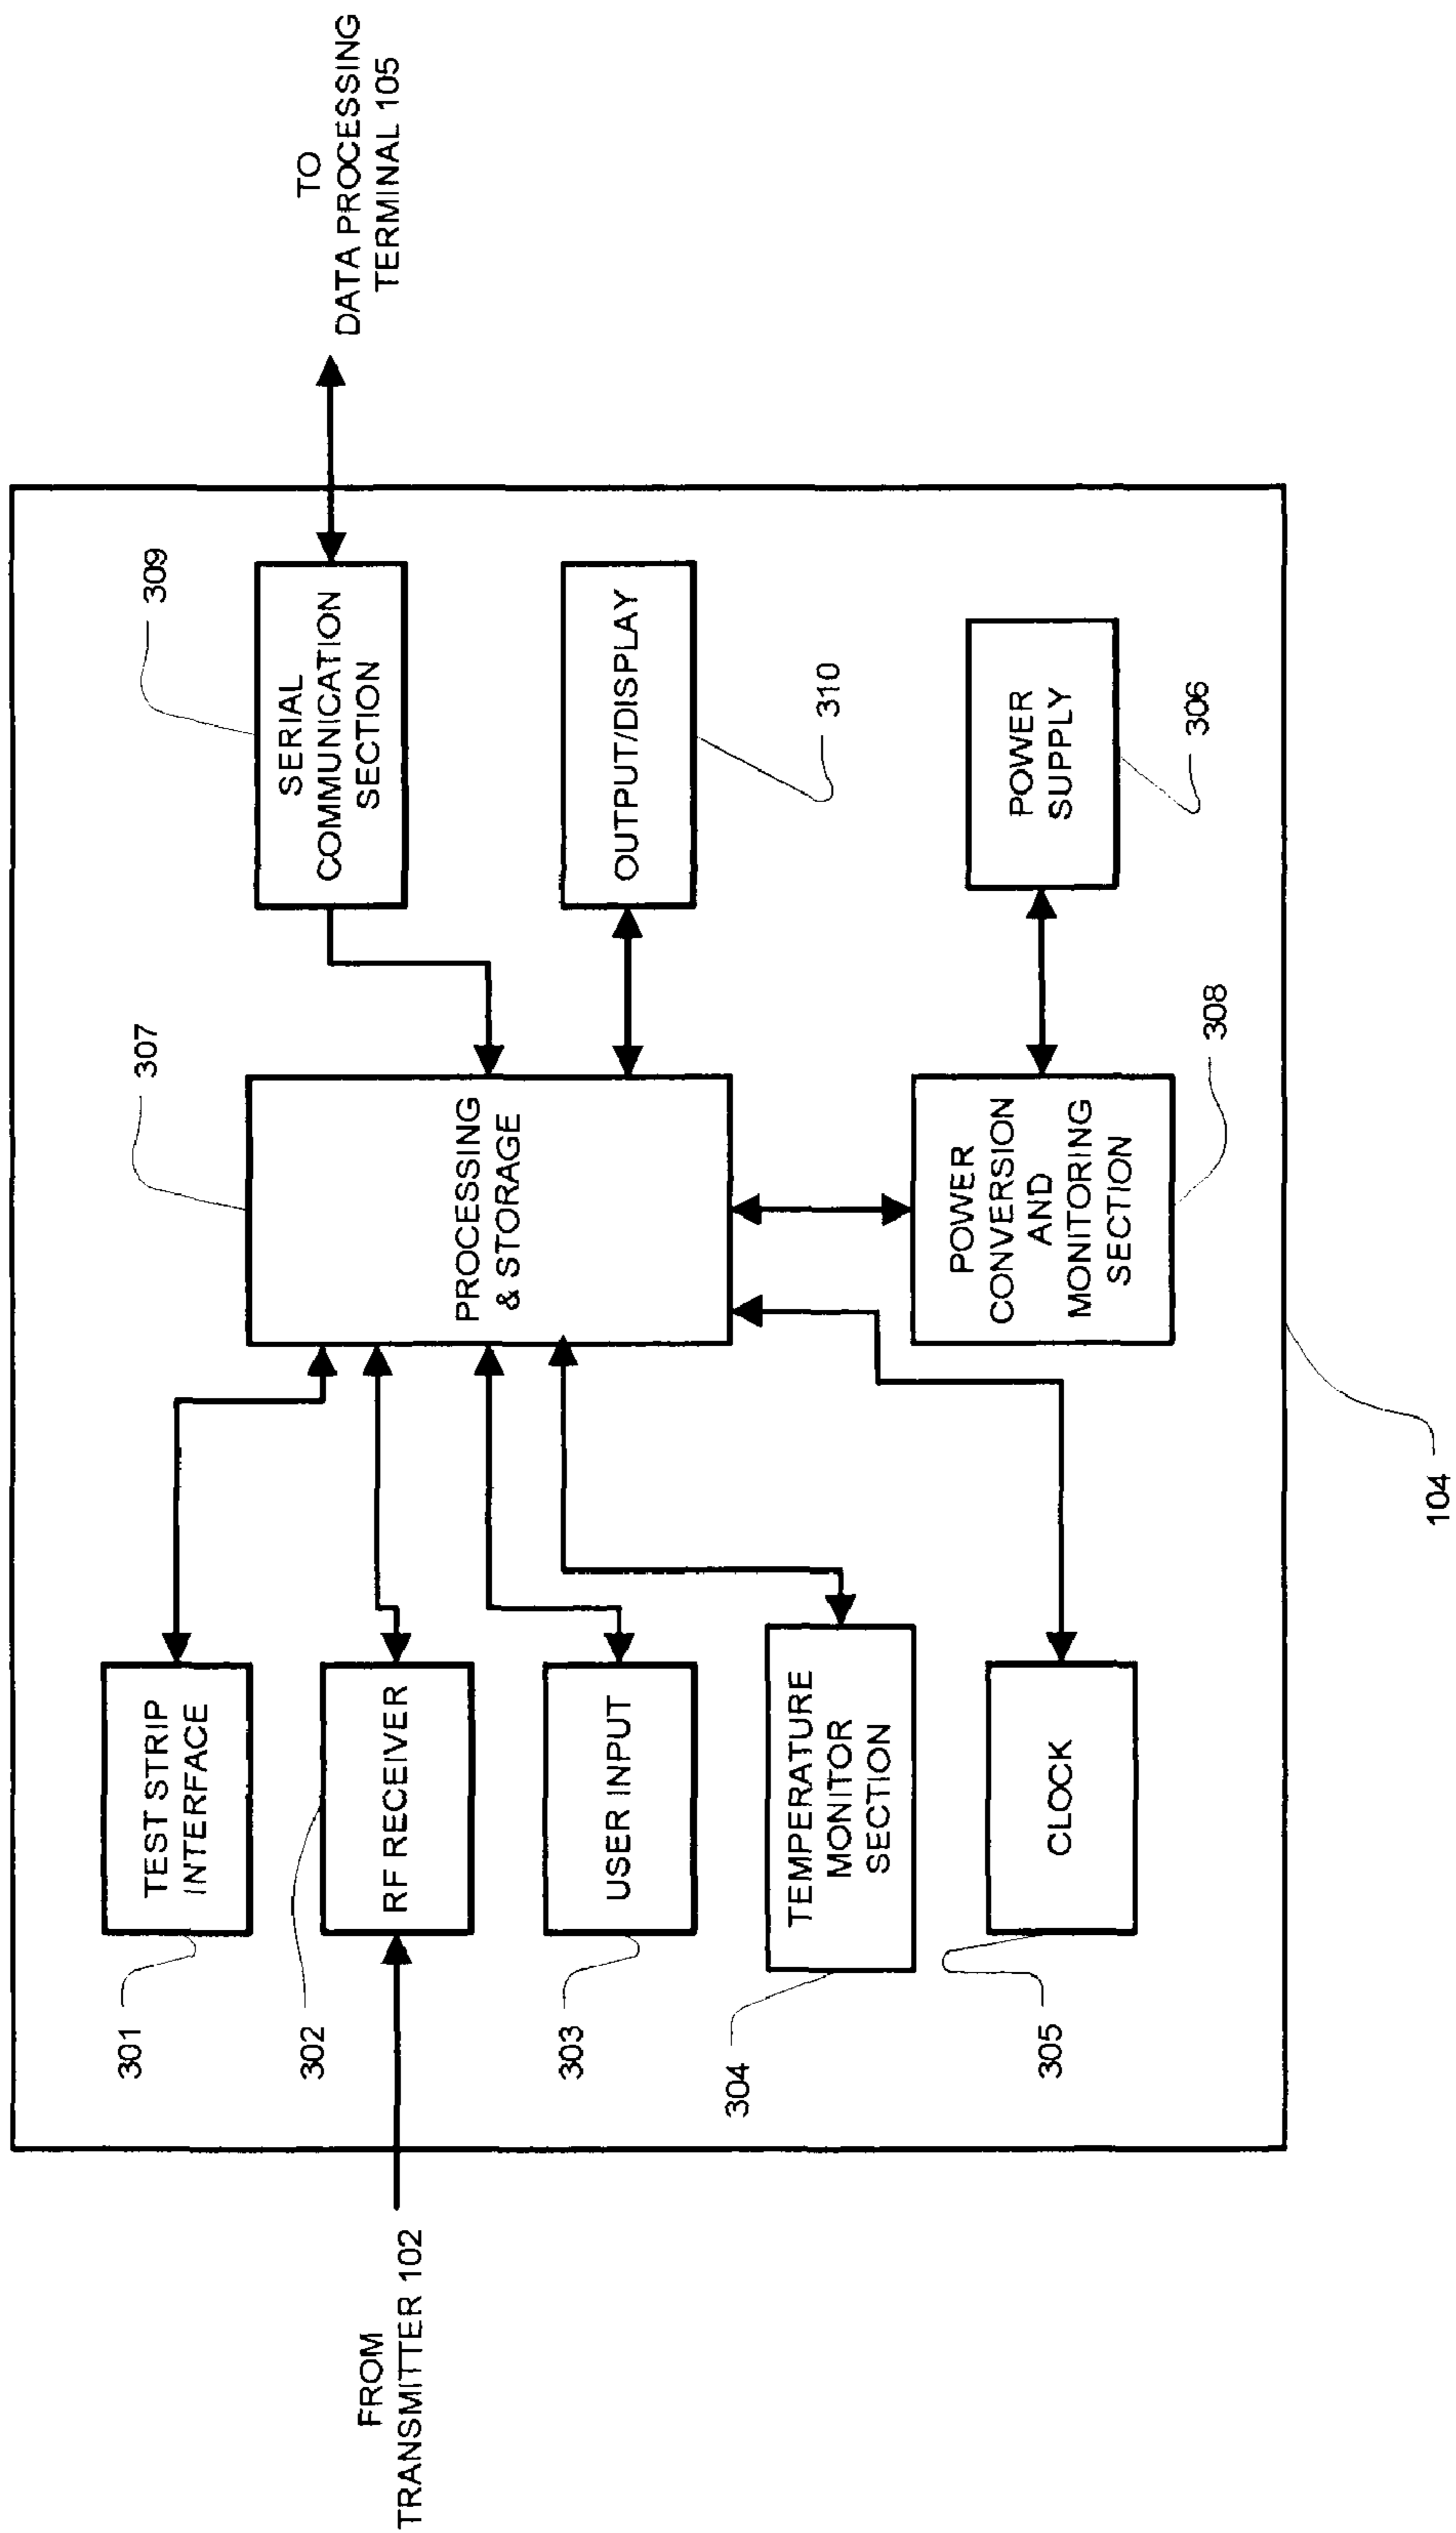 FROM
TRANSMITTER 102
301
TEST STRIP
INTERFACE
302
RF RECEIVER
303
USER INPUT
304
TEMPERATURE
MONITOR
SECTION
305
CLOCK
307
PROCESSING
& STORAGE
308
POWER
CONVERSION
AND
MONITORING
SECTION
309
SERIAL
COMMUNICATION
SECTION
310
OUTPUT/DISPLAY
306
POWER
SUPPLY
TO
DATA PROCESSING
TERMINAL 105
104